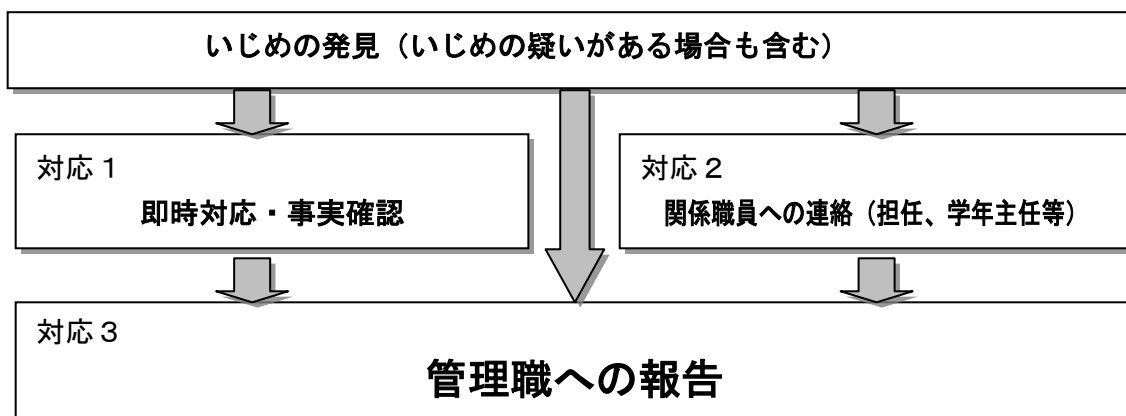 いじめの発見（いじめの疑いがある場合も含む）
対応１
即時対応・事実確認
対応２
関係職員への連絡（担任、学年主任等）
対応３
管理職への報告